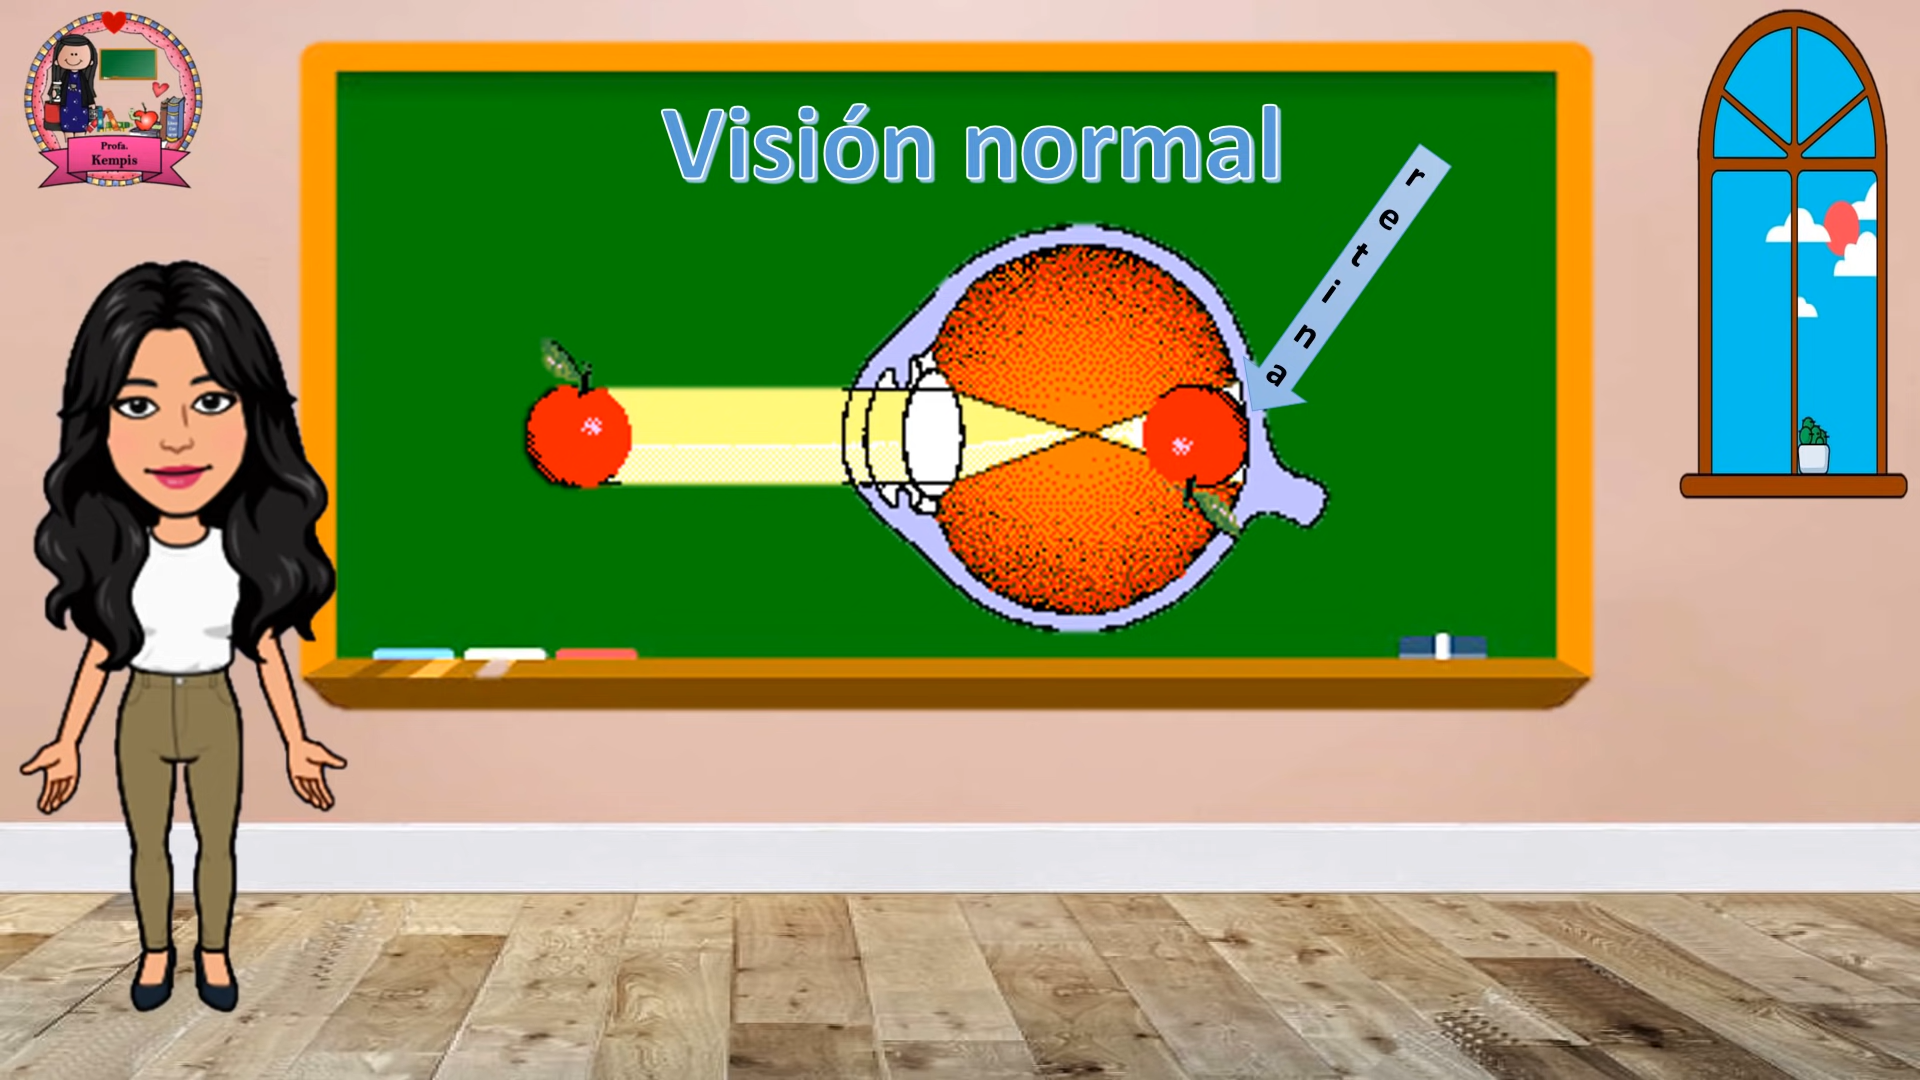 Profa.
Kempis
Visión normal
retina